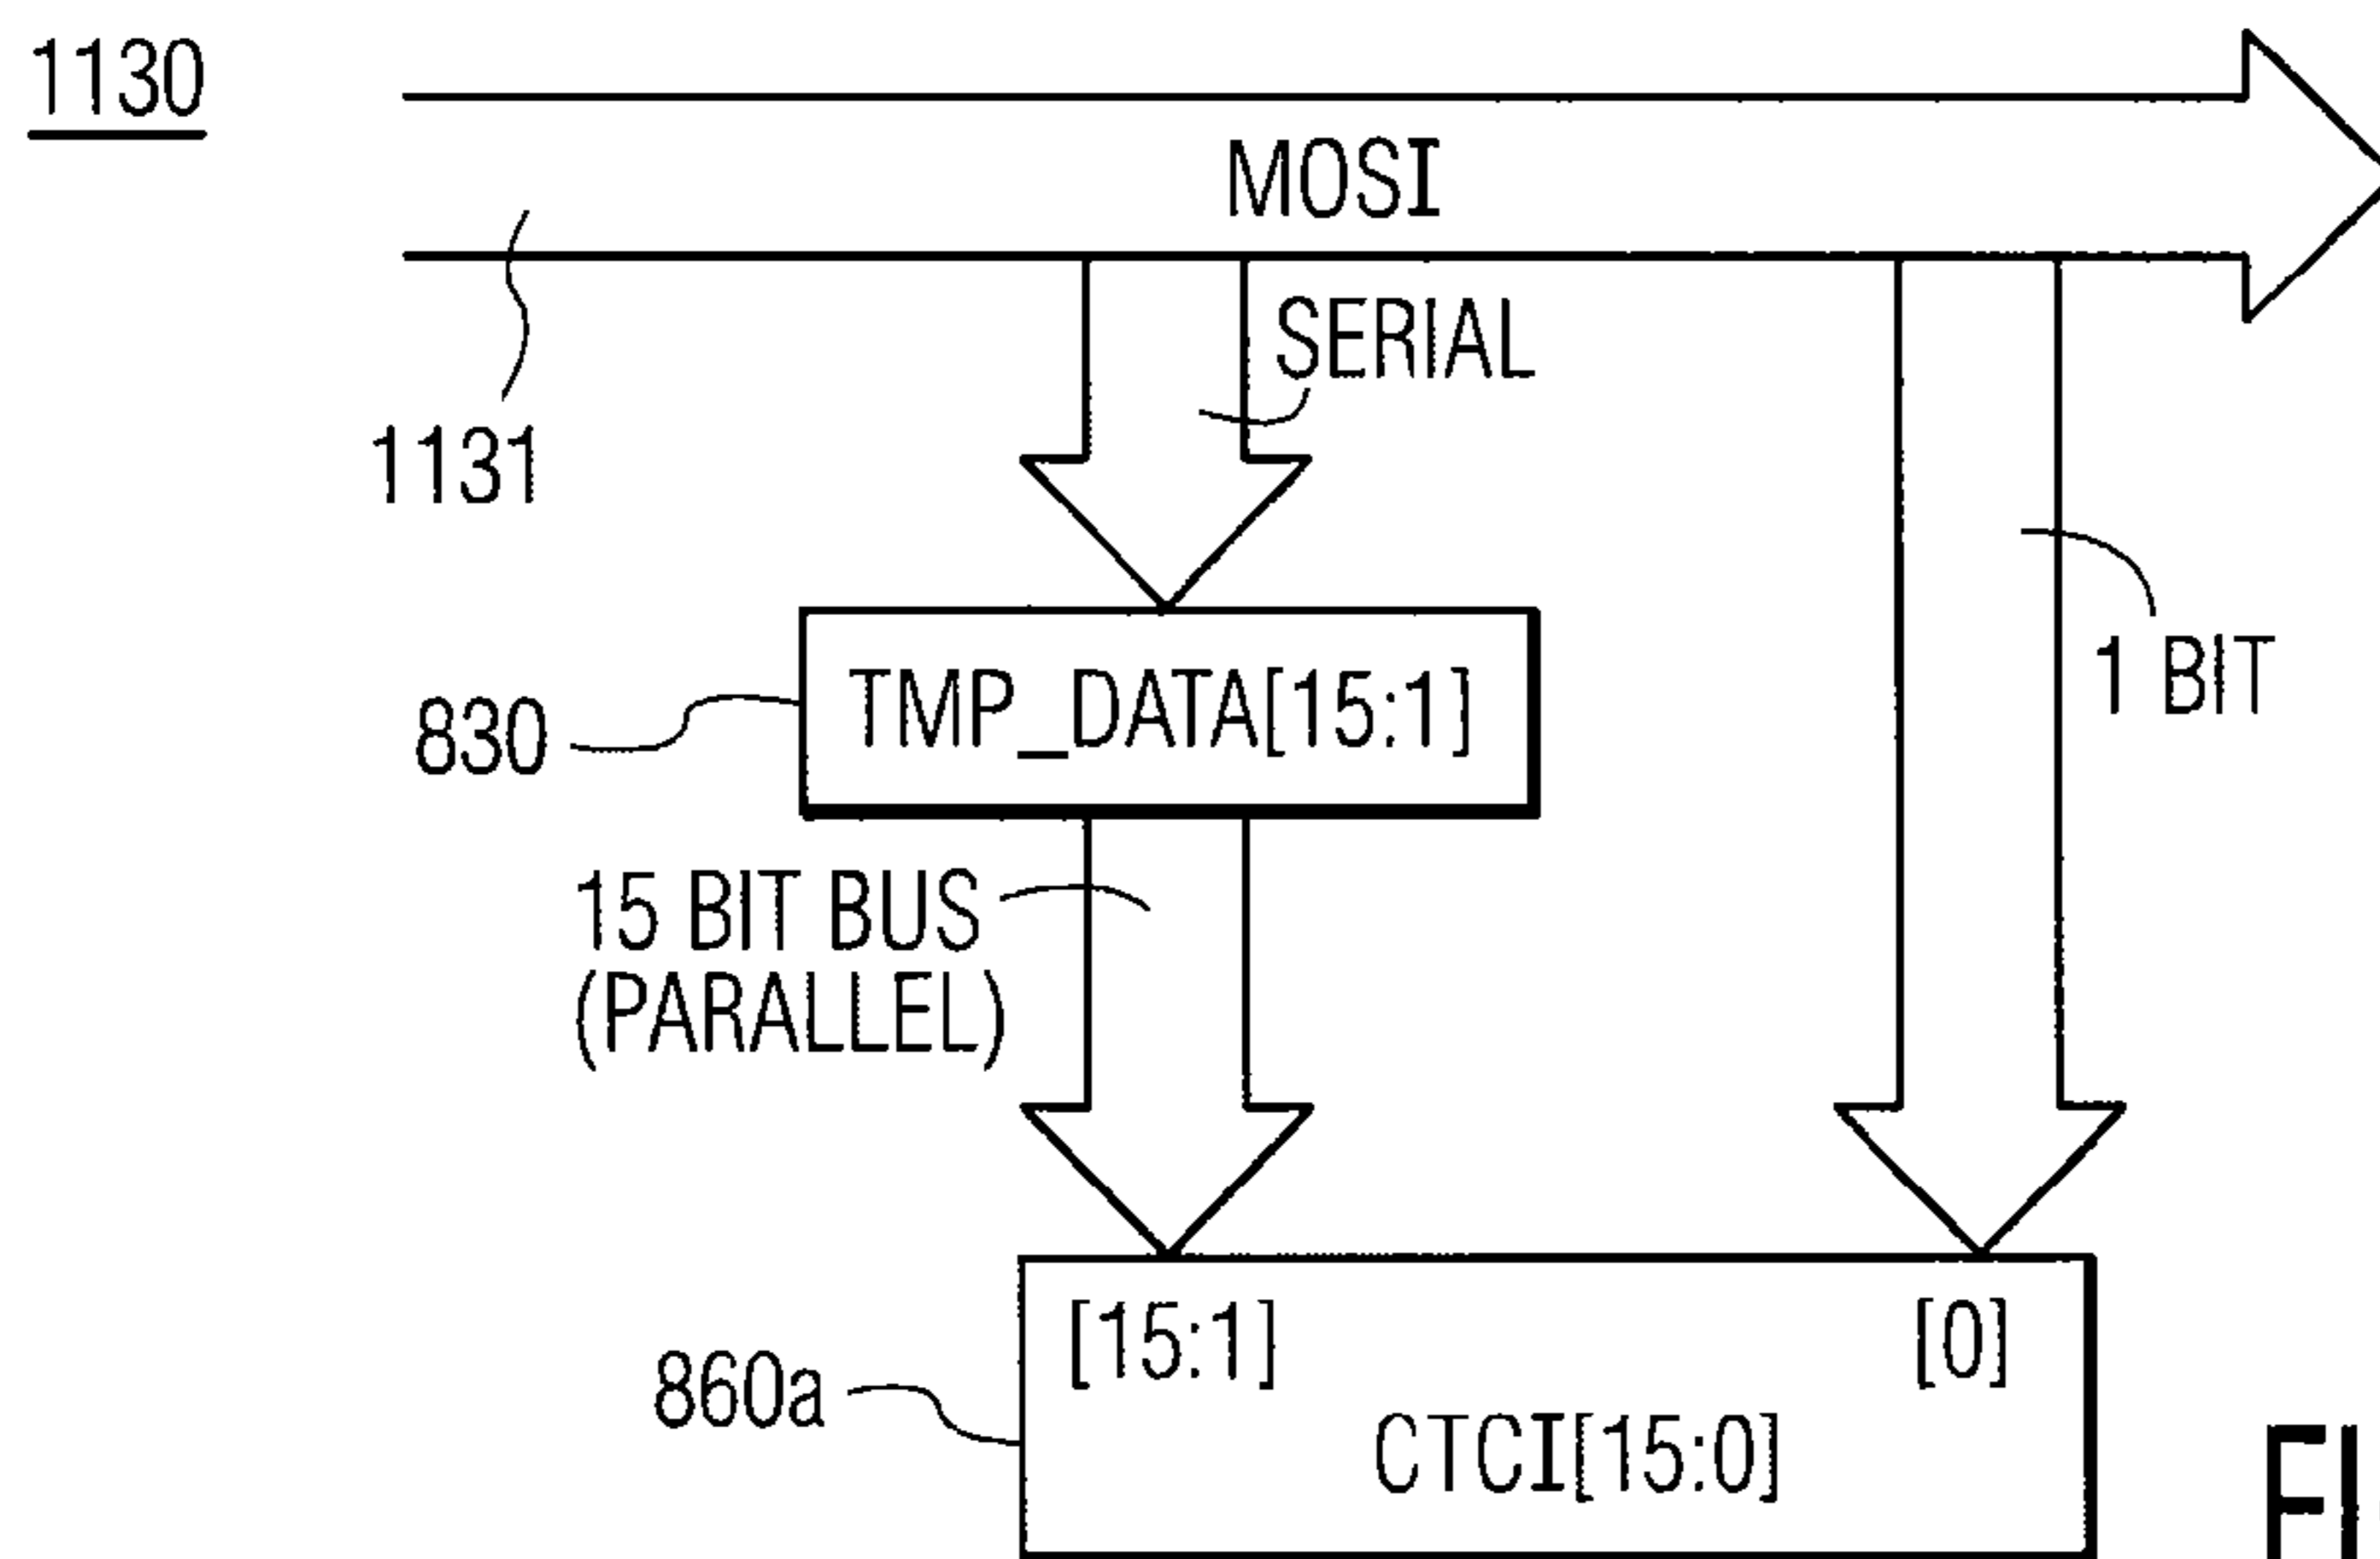 1130
MOSI
SERIAL
1131
1 BIT
TMP_DATA[15:1]
830
15 BIT BUS
(PARALLEL)
[15:1]
[0]
860a
CTCI[15:0]